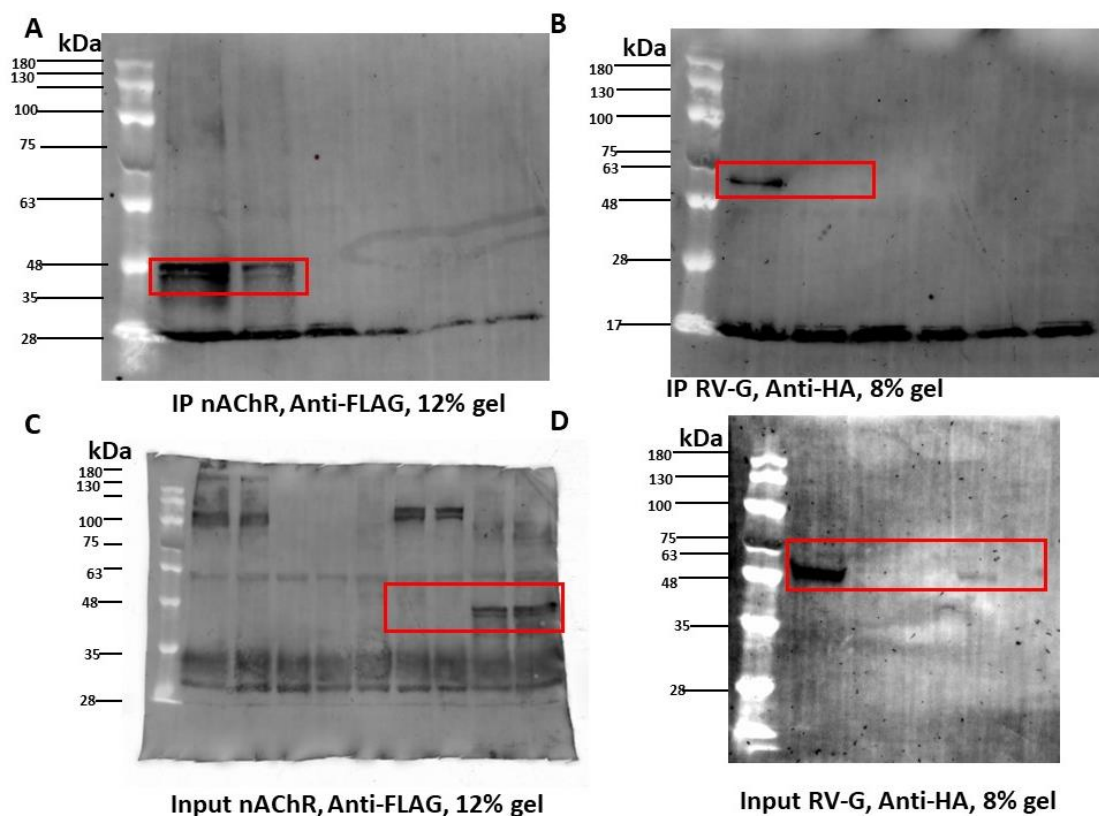 A
kDa
180
130
100
75
63
48
35
28
IP nAChR, Anti-FLAG, 12% gel
B
kDa
180
130
100
75
63
48
28
17
IP RV-G, Anti-HA, 8% gel
C
kDa
180
130
100
75
63
48
35
28
Input nAChR, Anti-FLAG, 12% gel
D
kDa
180
130
100
75
63
48
35
28
Input RV-G, Anti-HA, 8% gel